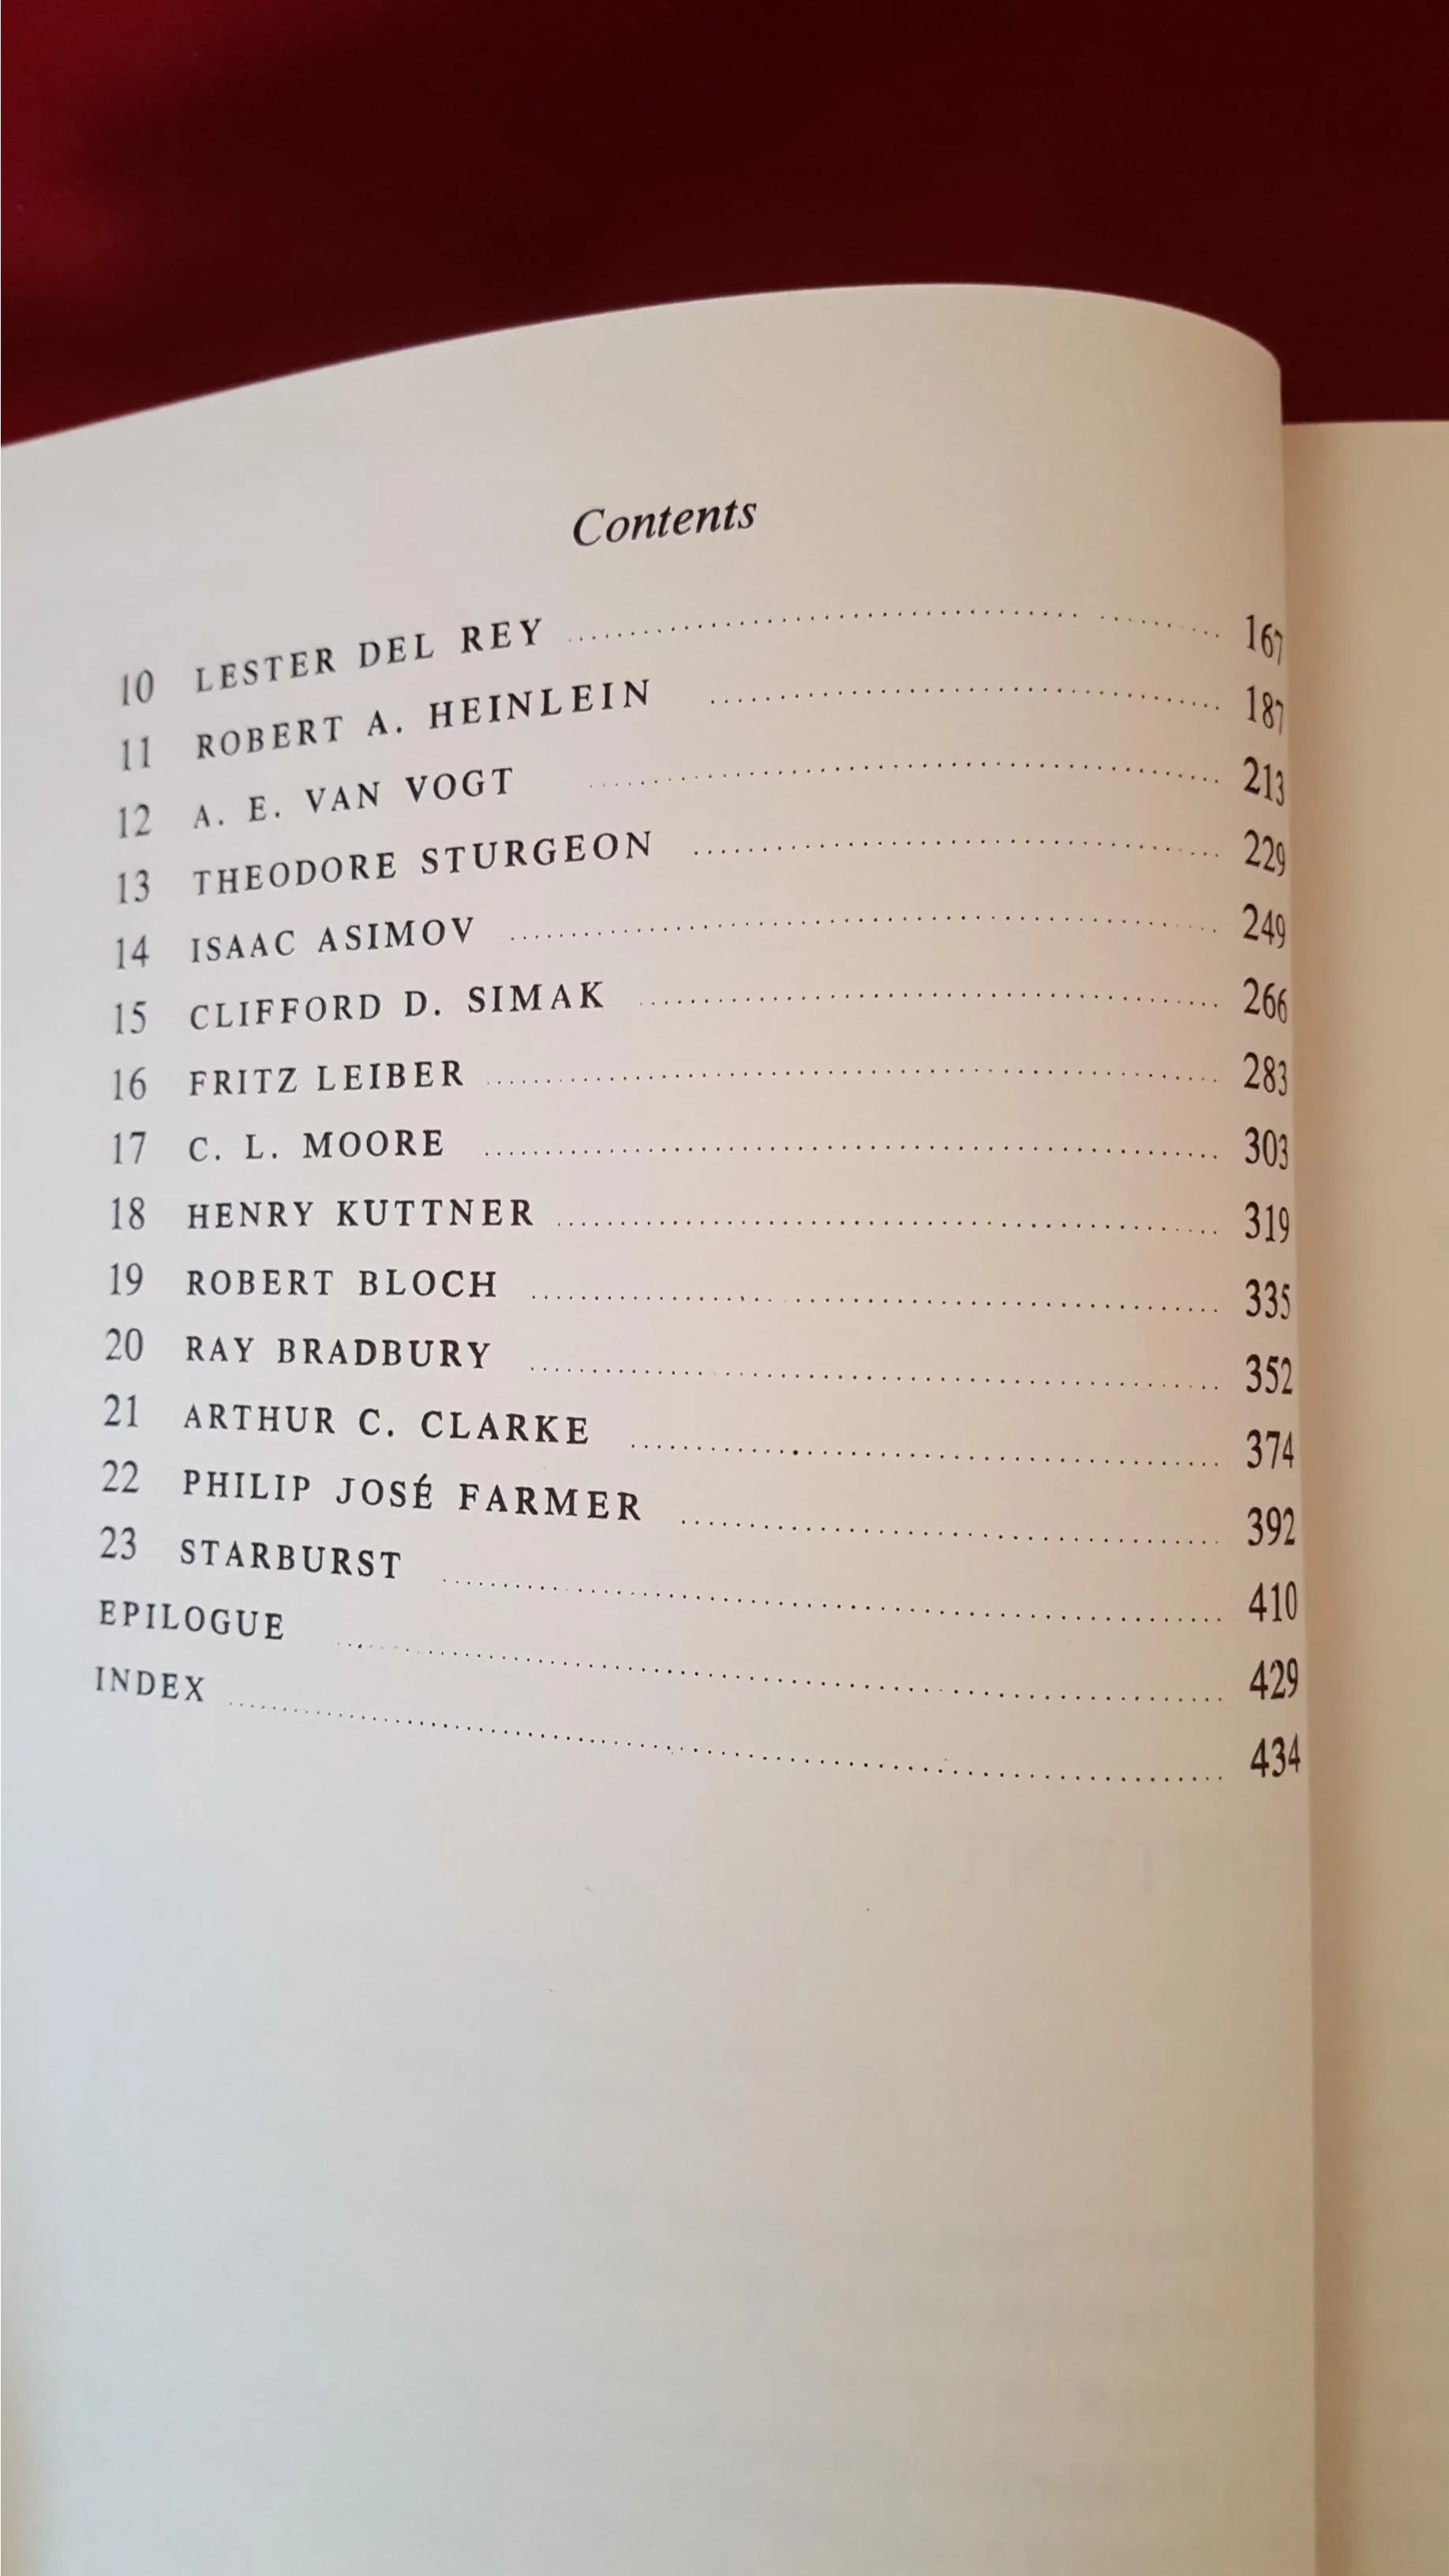 Contents
10 LESTER DEL REY 167
11 ROBERT A. HEINLEIN 187
12 A. E. VAN VOGT 213
13 THEODORE STURGEON 229
14 ISAAC ASIMOV 249
15 CLIFFORD D. SIMAK 266
16 FRITZ LEIBER 283
17 C. L. MOORE 303
18 HENRY KUTTNER 319
19 ROBERT BLOCH 335
20 RAY BRADBURY 352
21 ARTHUR C. CLARKE 374
22 PHILIP JOSÉ FARMER 392
23 STARBURST 410
EPILOGUE 429
INDEX 434